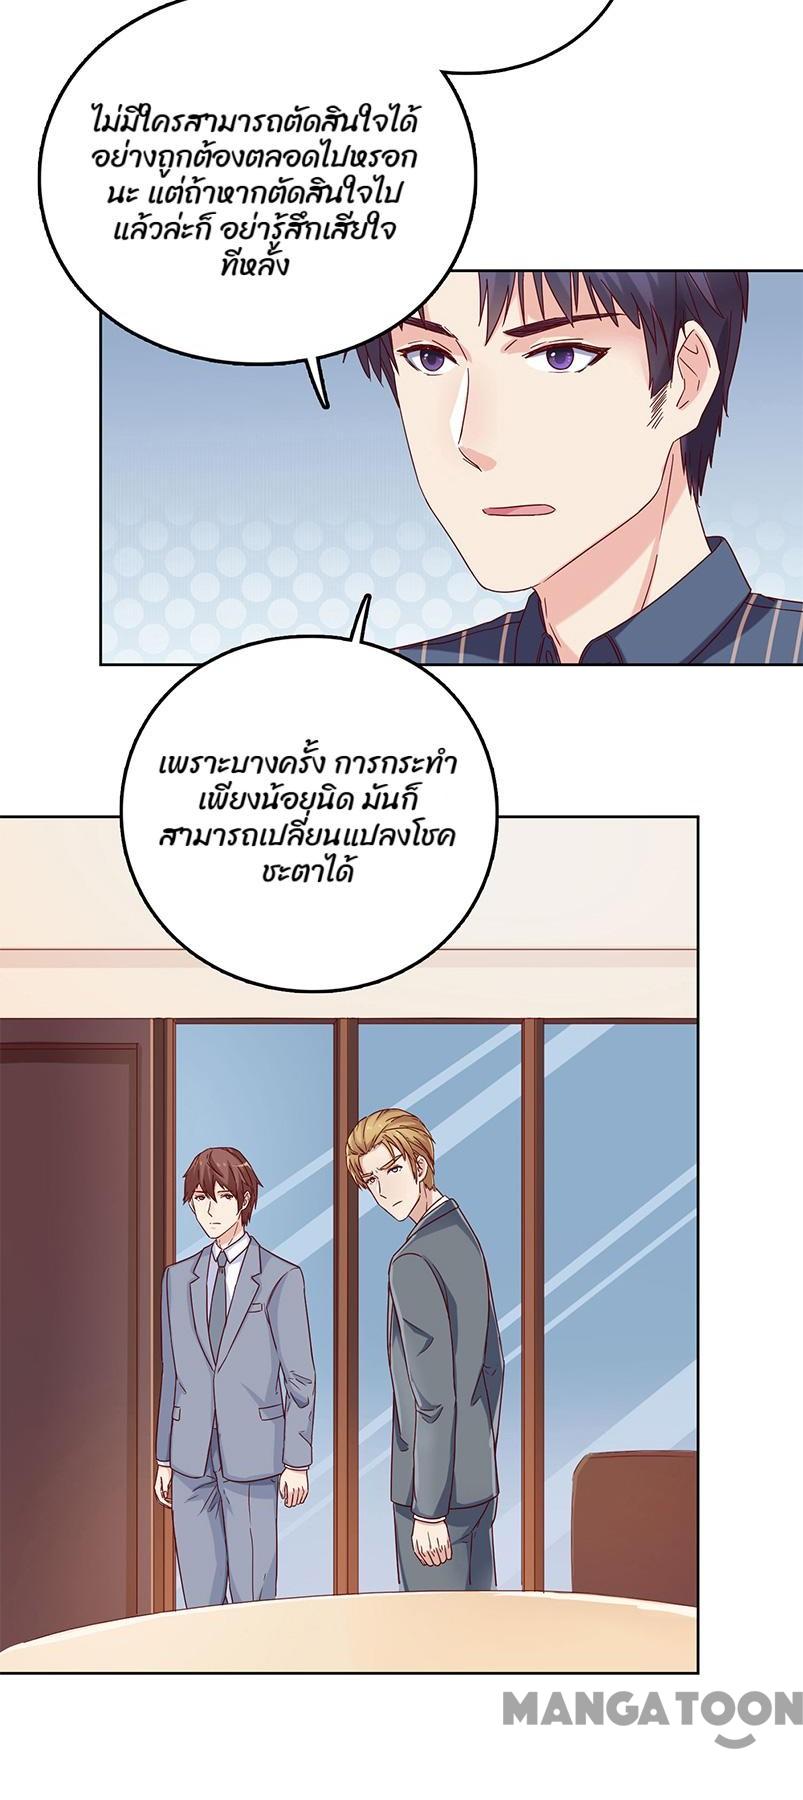 ไม่มีใครสามารถตัดสินใจได้
อย่างถูกต้องตลอดไปหรอก
นะ แต่ถ้าหากตัดสินใจไป
แล้วล่ะก็ อย่ารู้สึกเสียใจ
ทีหลัง
เพราะบางครั้ง การกระทำ
เพียงน้อยนิด มันก็
สามารถเปลี่ยนแปลงโชค
ชะตาได้
MANGATOON